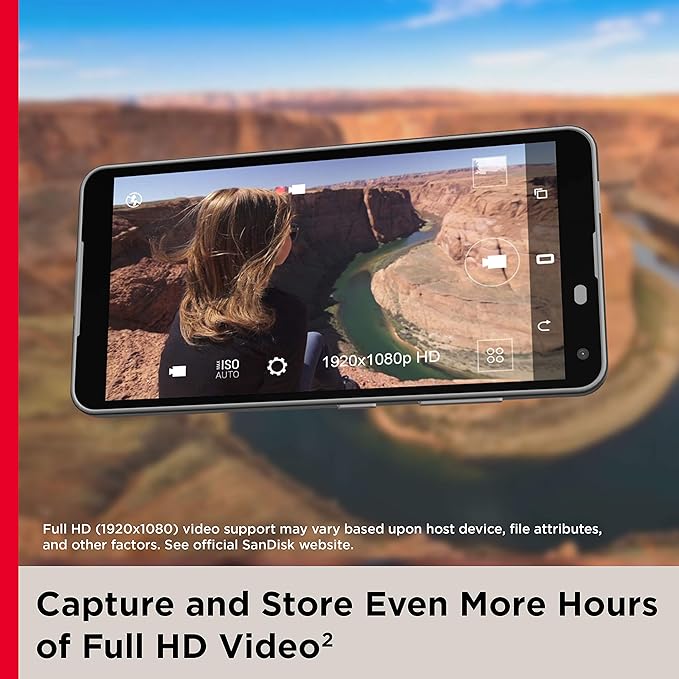 MAX ISO
AUTO
1920x1080p HD
Full HD (1920x1080) video support may vary based upon host device, file attributes,
and other factors. See official SanDisk website.
Capture and Store Even More Hours
of Full HD Video²